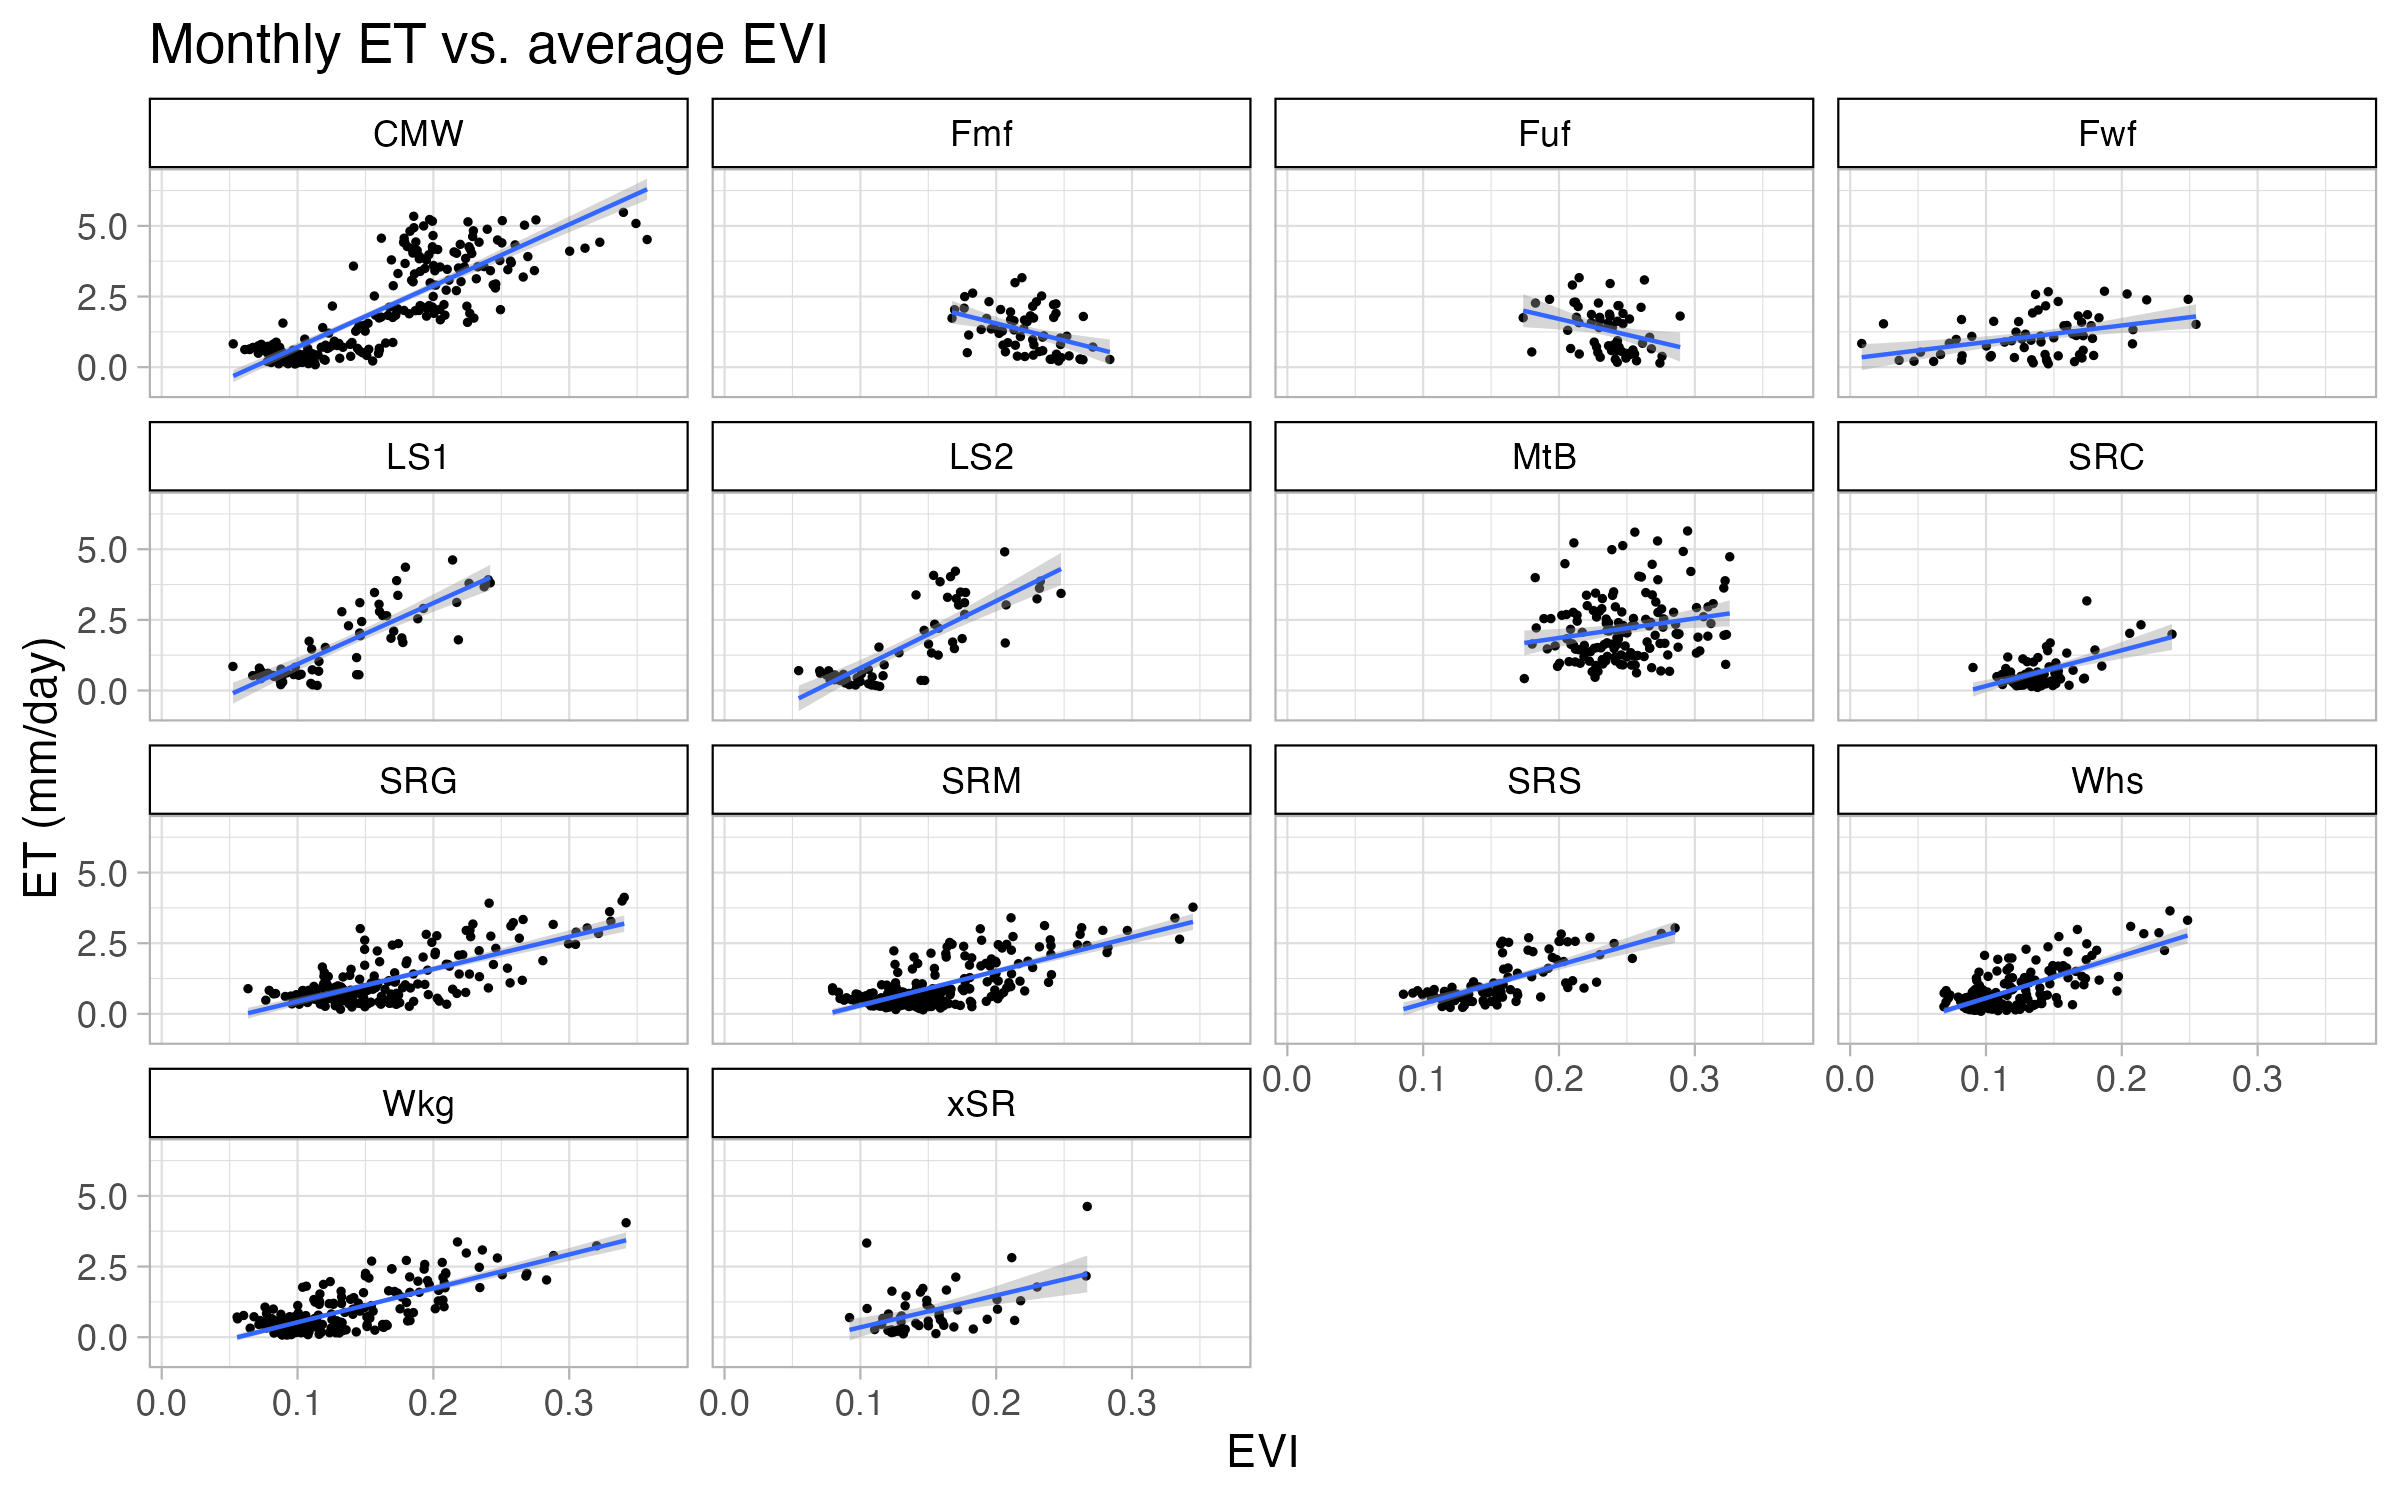 Monthly ET vs. average EVI
CMW Fmf Fuf Fwf
5.0
2.5
0.0
LS1 LS2 MtB SRC
5.0
2.5
0.0
SRG SRM SRS Whs
5.0
2.5
0.0
0.0 0.1 0.2 0.3 0.0 0.1 0.2 0.3
Wkg xSR
5.0
2.5
0.0
0.0 0.1 0.2 0.3 0.0 0.1 0.2 0.3
ET (mm/day)
EVI